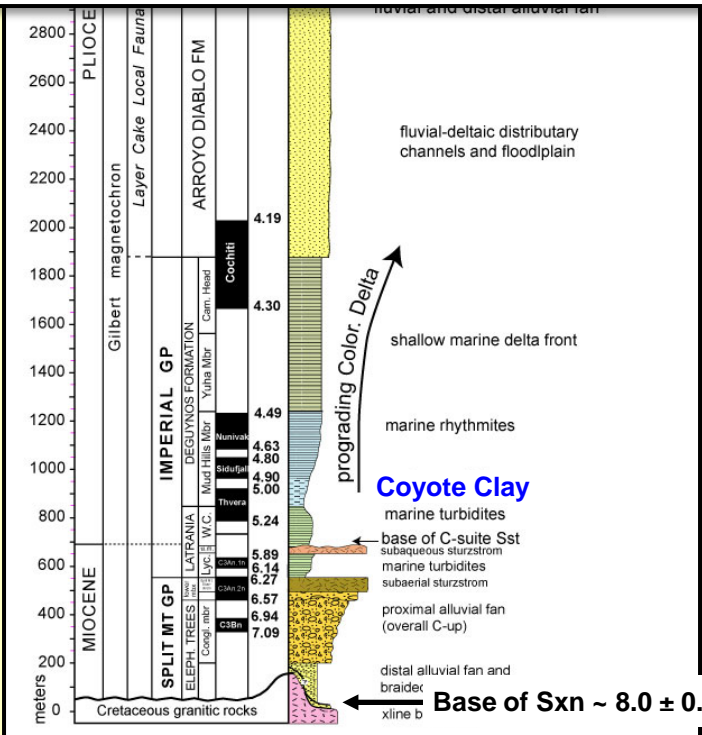 fluvial and distal alluvial fan
2800
2600
2400
2200
2000
1800
1600
1400
1200
1000
800
600
400
200
0
meters
PLIOCE
MIOCENE
Gilbert magnetochron
Layer Cake Local Fauna
ARROYO DIABLO FM
IMPERIAL GP
DEGUYNOS FORMATION
Cam. Head
Yuha Mbr
Mud Hills Mbr
LATRANIA
W.C.
Lyc.
SPLIT MT GP
ELEPH. TREES
Congl. mbr
Cochiti
Nunivak
Sidufjall
Thvera
C3An.1n
C3An.2n
C3Bn
4.19
4.30
4.49
4.63
4.80
4.90
5.00
5.24
5.89
6.14
6.27
6.57
6.94
7.09
fluvial-deltaic distributary
channels and floodplain
prograding Color. Delta
shallow marine delta front
marine rhythmites
Coyote Clay
marine turbidites
base of C-suite Sst
subaqueous sturzstrom
marine turbidites
subaerial sturzstrom
proximal alluvial fan
(overall C-up)
distal alluvial fan and
braided
Base of Sxn ~ 8.0 ± 0.
xline b
Cretaceous granitic rocks